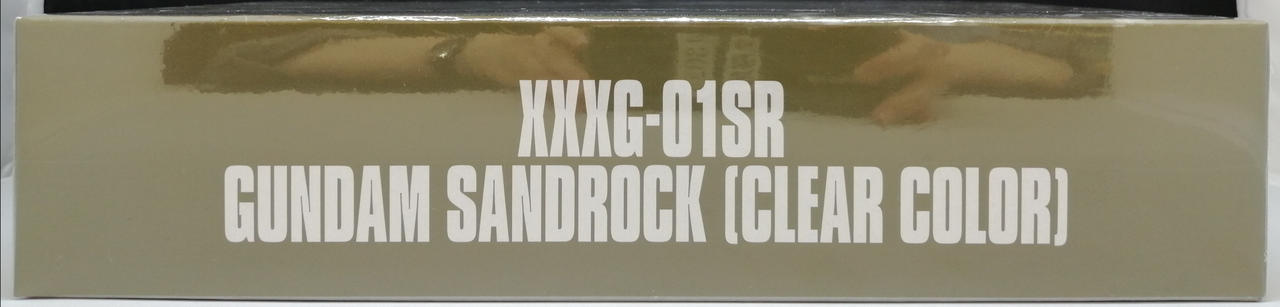 XXXG-01SR
GUNDAM SANDROCK (CLEAR COLOR)